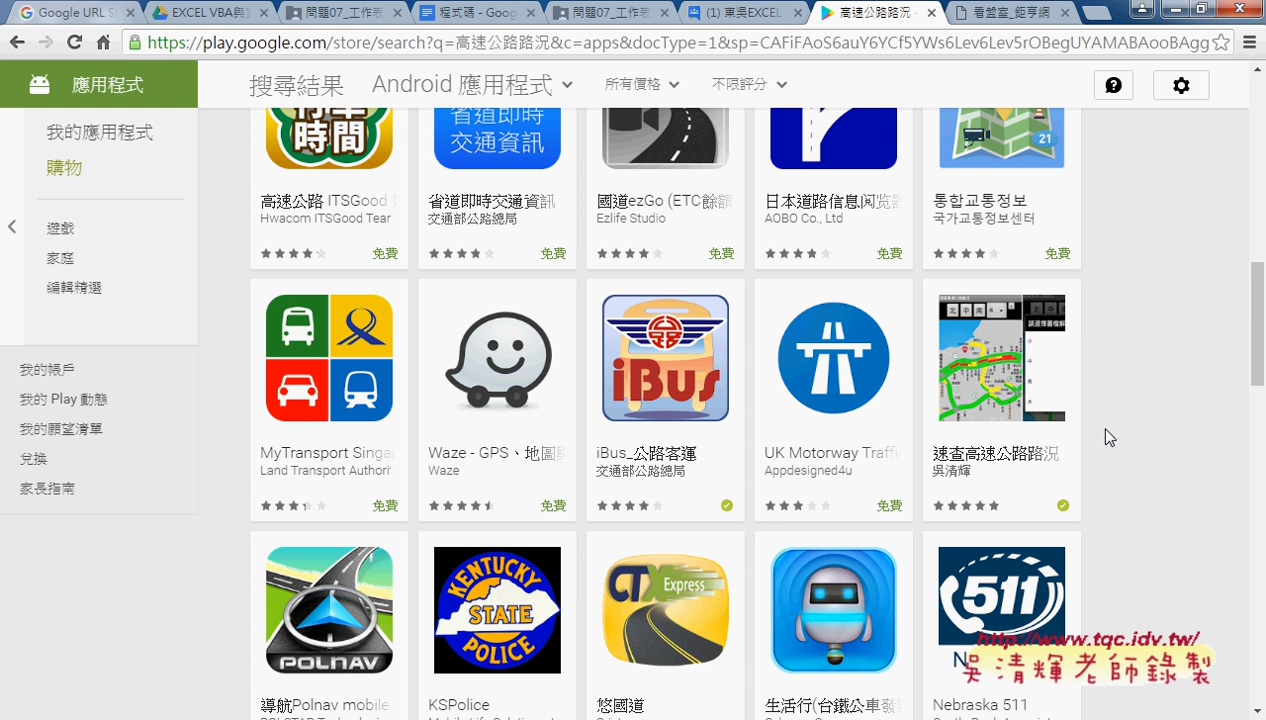 Google URL S
EXCEL VBA與
問題07_工作表
程式碼 - Goog
問題07_工作表
(1) 東吳EXCEL
高速公路路況 -
看盤室_鉅亨網
https://play.google.com/store/search?q=高速公路路況&c=apps&docType=1&sp=CAFiFAoS6auY6YCf5YWs6Lev6Lev5rOBegUYAMABAooBAgg
應用程式
搜尋結果
Android 應用程式
所有價格
不限評分
我的應用程式
購物
遊戲
家庭
編輯精選
我的帳戶
我的 Play 動態
我的願望清單
兌換
家長指南
時間
省道即時
交通資訊
21
高速公路 ITSGood
Hwacom ITSGood Tear
免費
省道即時交通資訊
交通部公路總局
免費
國道ezGo (ETC餘額
Ezlife Studio
免費
日本道路信息阅览器
AOBO Co., Ltd
免費
통합교통정보
국가교통정보센터
免費
MyTransport Singa
Land Transport Authori
免費
Waze - GPS、地圖
Waze
免費
iBus
iBus_公路客運
交通部公路總局
UK Motorway Traff
Appdesigned4u
免費
北 中 南
速查高速公路路況
吳清輝
POLNAV
導航Polnav mobile
KENTUCKY
STATE
POLICE
KSPolice
CTX Express
悠國道
生活行(台鐵公車發
511
Nebraska 511
http://www.tqc.idv.tw/
吳清輝老師錄製